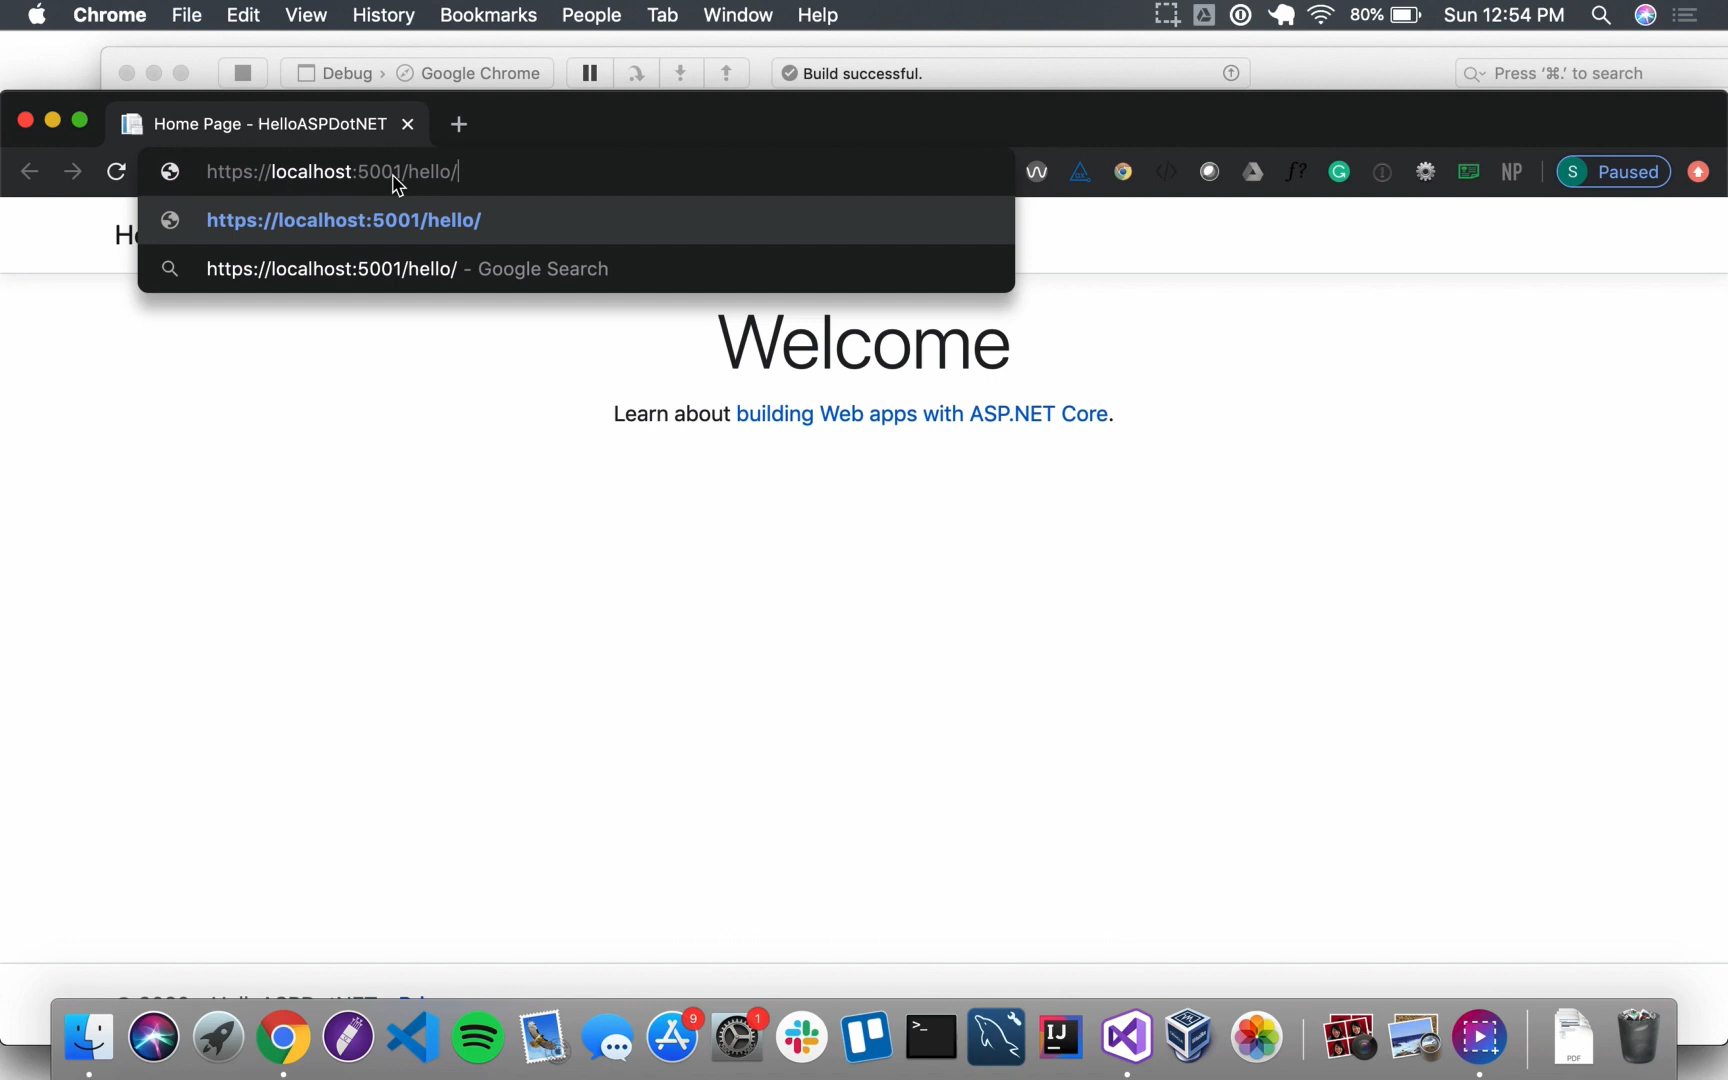 Chrome File Edit View History Bookmarks People Tab Window Help 80% Sun 12:54 PM
Debug › Google Chrome Build successful. Press ‘⌘.’ to search
Home Page - HelloASPDotNET
https://localhost:5001/hello/ f? NP S Paused
https://localhost:5001/hello/
https://localhost:5001/hello/ - Google Search
Welcome
Learn about building Web apps with ASP.NET Core.
9 1 >_ IJ PDF